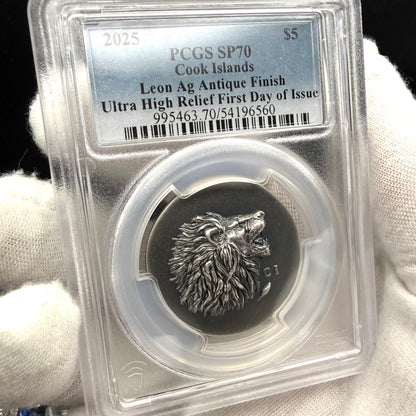 2025 $5
PCGS SP70
Cook Islands
Leon Ag Antique Finish
Ultra High Relief First Day of Issue
995463.70/54196560
CI